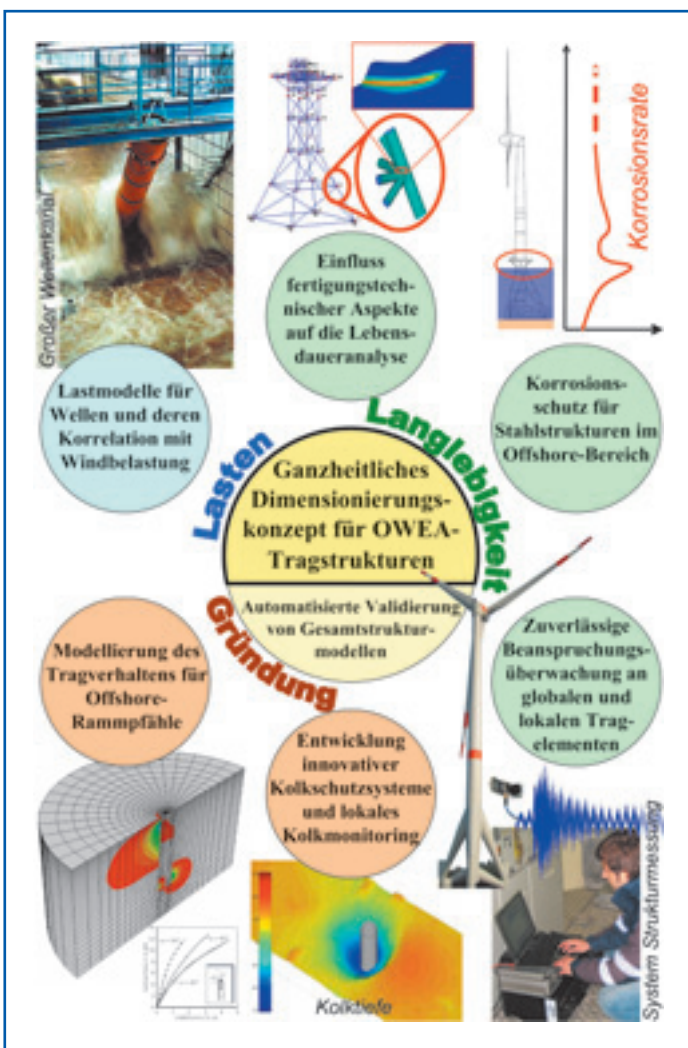 Großer Wellenkanal
Korrosionsrate
Einfluss
fertigungstech-
nischer Aspekte
auf die Lebens-
daueranalyse
Lastmodelle für
Wellen und deren
Korrelation mit
Windbelastung
Korrosions-
schutz für
Stahlstrukturen im
Offshore-Bereich
Lasten
Langlebigkeit
Ganzheitliches
Dimensionierungs-
konzept für OWEA-
Tragstrukturen
Automatisierte Validierung
von Gesamtstruktur-
modellen
Gründung
Modellierung des
Tragverhaltens für
Offshore-
Rammpfähle
Zuverlässige
Beanspruchungs-
überwachung an
globalen und
lokalen Trag-
elementen
Entwicklung
innovativer
Kolkschutzsysteme
und lokales
Kolkmonitoring
Kolktiefe
System Strukturmessung